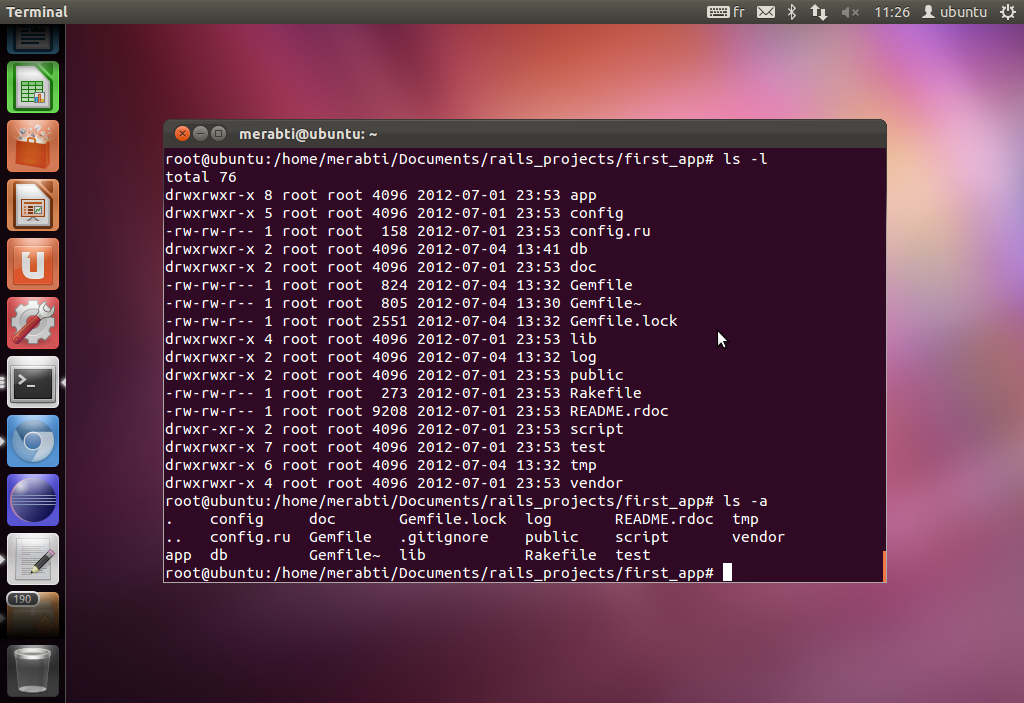 Terminal
fr
11:26
ubuntu
merabti@ubuntu: ~
root@ubuntu:/home/merabti/Documents/rails_projects/first_app# ls -l
total 76
drwxrwxr-x 8 root root 4096 2012-07-01 23:53 app
drwxrwxr-x 5 root root 4096 2012-07-01 23:53 config
-rw-rw-r-- 1 root root  158 2012-07-01 23:53 config.ru
drwxrwxr-x 2 root root 4096 2012-07-04 13:41 db
drwxrwxr-x 2 root root 4096 2012-07-01 23:53 doc
-rw-rw-r-- 1 root root  824 2012-07-04 13:32 Gemfile
-rw-rw-r-- 1 root root  805 2012-07-04 13:30 Gemfile~
-rw-rw-r-- 1 root root 2551 2012-07-04 13:32 Gemfile.lock
drwxrwxr-x 4 root root 4096 2012-07-01 23:53 lib
drwxrwxr-x 2 root root 4096 2012-07-04 13:32 log
drwxrwxr-x 2 root root 4096 2012-07-01 23:53 public
-rw-rw-r-- 1 root root  273 2012-07-01 23:53 Rakefile
-rw-rw-r-- 1 root root 9208 2012-07-01 23:53 README.rdoc
drwxr-xr-x 2 root root 4096 2012-07-01 23:53 script
drwxrwxr-x 7 root root 4096 2012-07-01 23:53 test
drwxrwxr-x 6 root root 4096 2012-07-04 13:32 tmp
drwxrwxr-x 4 root root 4096 2012-07-01 23:53 vendor
root@ubuntu:/home/merabti/Documents/rails_projects/first_app# ls -a
.    config     doc       Gemfile.lock  log       README.rdoc  tmp
..   config.ru  Gemfile   .gitignore    public    script       vendor
app  db         Gemfile~  lib           Rakefile  test
root@ubuntu:/home/merabti/Documents/rails_projects/first_app#
190